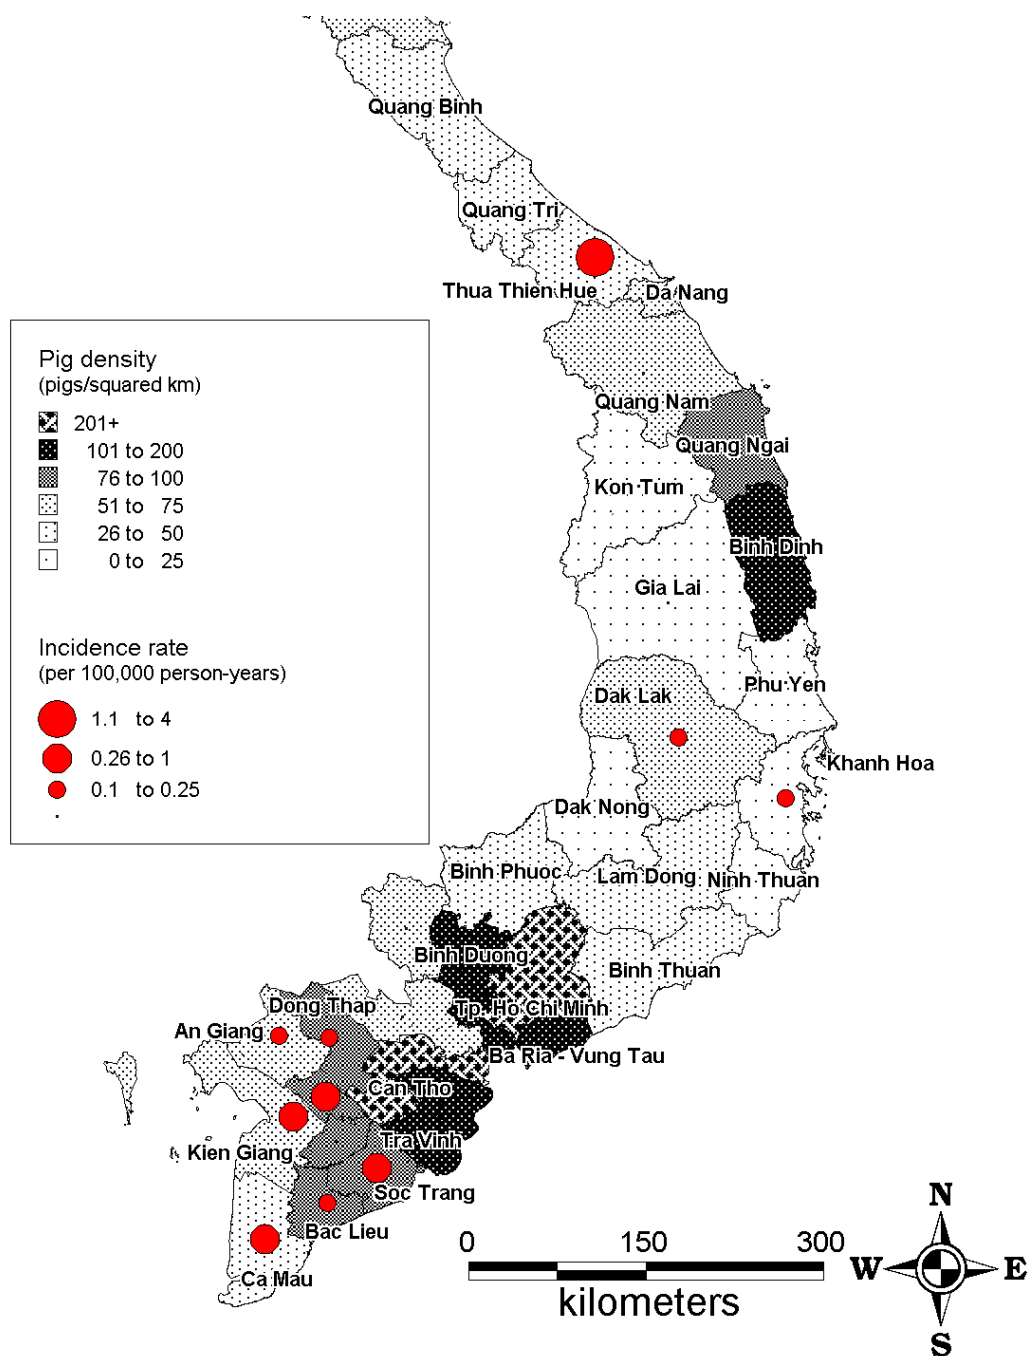 Quang Binh
Quang Tri
Thua Thien Hue
Da Nang
Quang Nam
Quang Ngai
Kon Tum
Binh Dinh
Gia Lai
Phu Yen
Dak Lak
Khanh Hoa
Dak Nong
Binh Phuoc
Lam Dong
Ninh Thuan
Binh Duong
Binh Thuan
Dong Thap
Tp. Ho Chi Minh
An Giang
Ba Ria - Vung Tau
Can Tho
Tra Vinh
Kien Giang
Soc Trang
Bac Lieu
Ca Mau
Pig density
(pigs/squared km)
201+
101 to 200
76 to 100
51 to 75
26 to 50
0 to 25
Incidence rate
(per 100,000 person-years)
1.1 to 4
0.26 to 1
0.1 to 0.25
0 150 300
kilometers
N
W E
S